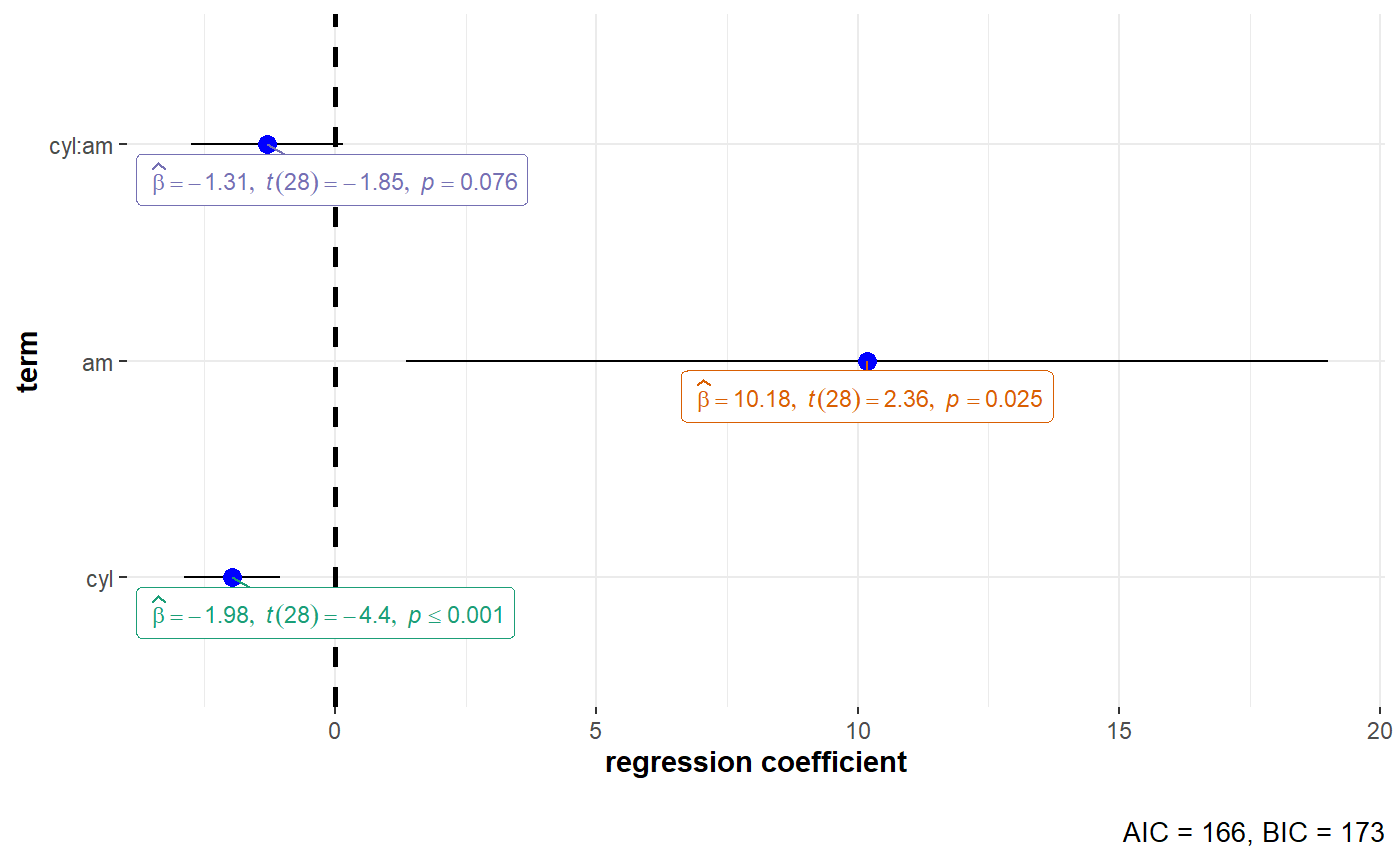 cyl:am
β̂ = −1.31, t(28) = −1.85, p = 0.076
term
am
β̂ = 10.18, t(28) = 2.36, p = 0.025
cyl
β̂ = −1.98, t(28) = −4.4, p ≤ 0.001
0 5 10 15 20
regression coefficient
AIC = 166, BIC = 173